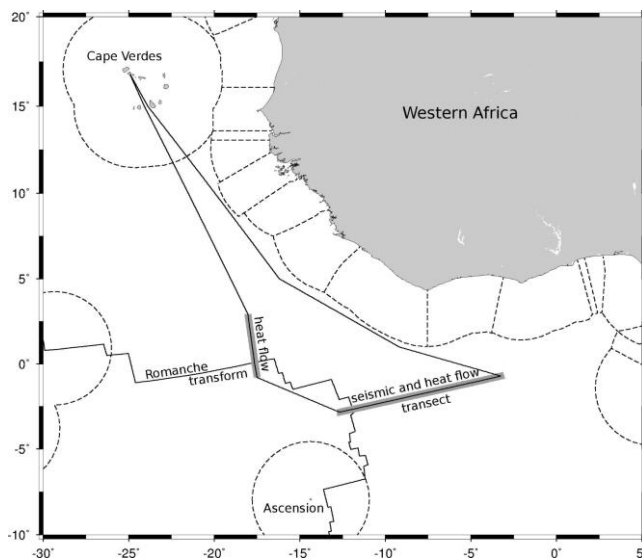 20°
Cape Verdes
Western Africa
15°
10°
5°
heat flow
Romanche
transform
0°
seismic and heat flow
transect
-5°
Ascension
-10°
-30° -25° -20° -15° -10° -5° 0°